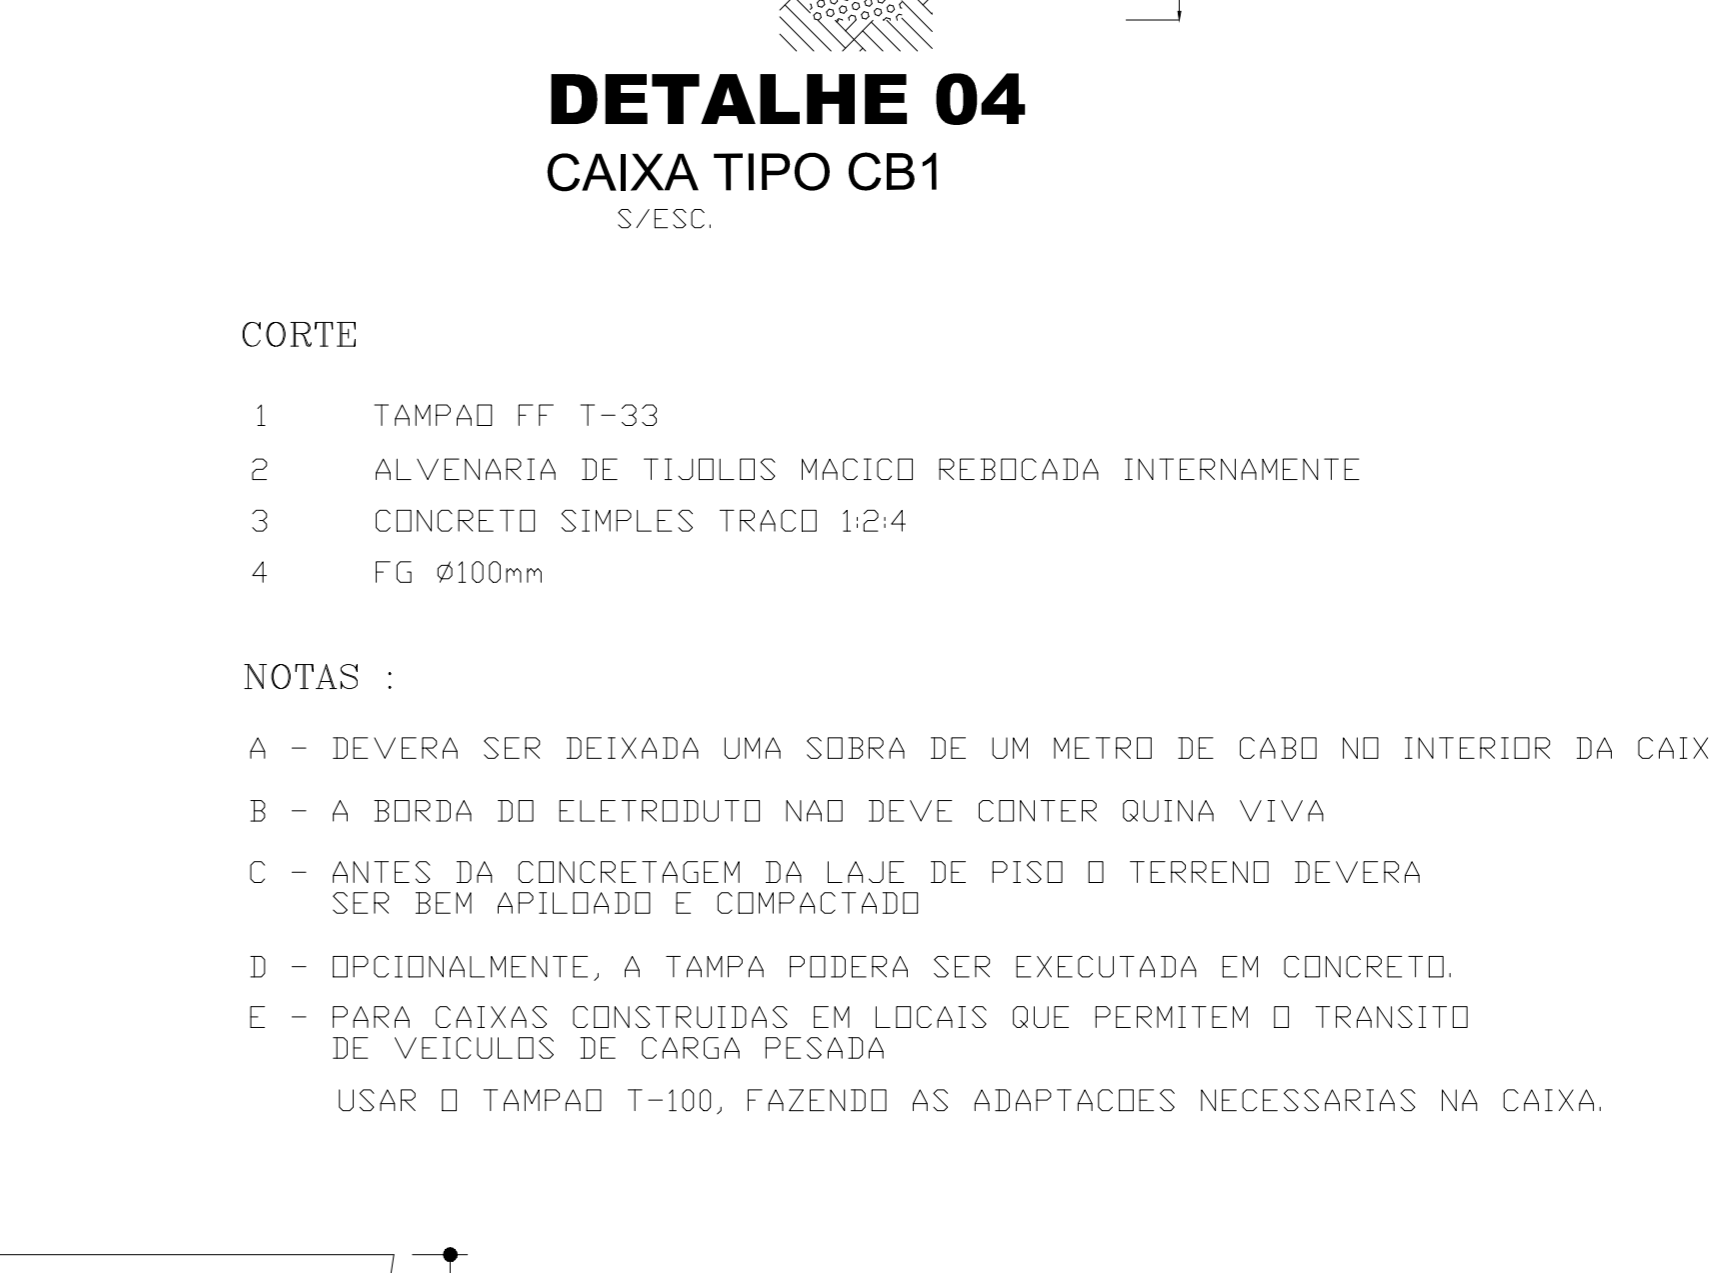 DETALHE 04
CAIXA TIPO CB1
S/ESC.
CORTE
1 TAMPAO FF T-33
2 ALVENARIA DE TIJOLOS MACICO REBOCADA INTERNAMENTE
3 CONCRETO SIMPLES TRACO 1:2:4
4 FG Ø100mm
NOTAS :
A - DEVERA SER DEIXADA UMA SOBRA DE UM METRO DE CABO NO INTERIOR DA CAIX
B - A BORDA DO ELETRODUTO NAO DEVE CONTER QUINA VIVA
C - ANTES DA CONCRETAGEM DA LAJE DE PISO O TERRENO DEVERA
SER BEM APILOADO E COMPACTADO
D - OPCIONALMENTE, A TAMPA PODERA SER EXECUTADA EM CONCRETO.
E - PARA CAIXAS CONSTRUIDAS EM LOCAIS QUE PERMITEM O TRANSITO
DE VEICULOS DE CARGA PESADA
USAR O TAMPAO T-100, FAZENDO AS ADAPTACOES NECESSARIAS NA CAIXA.